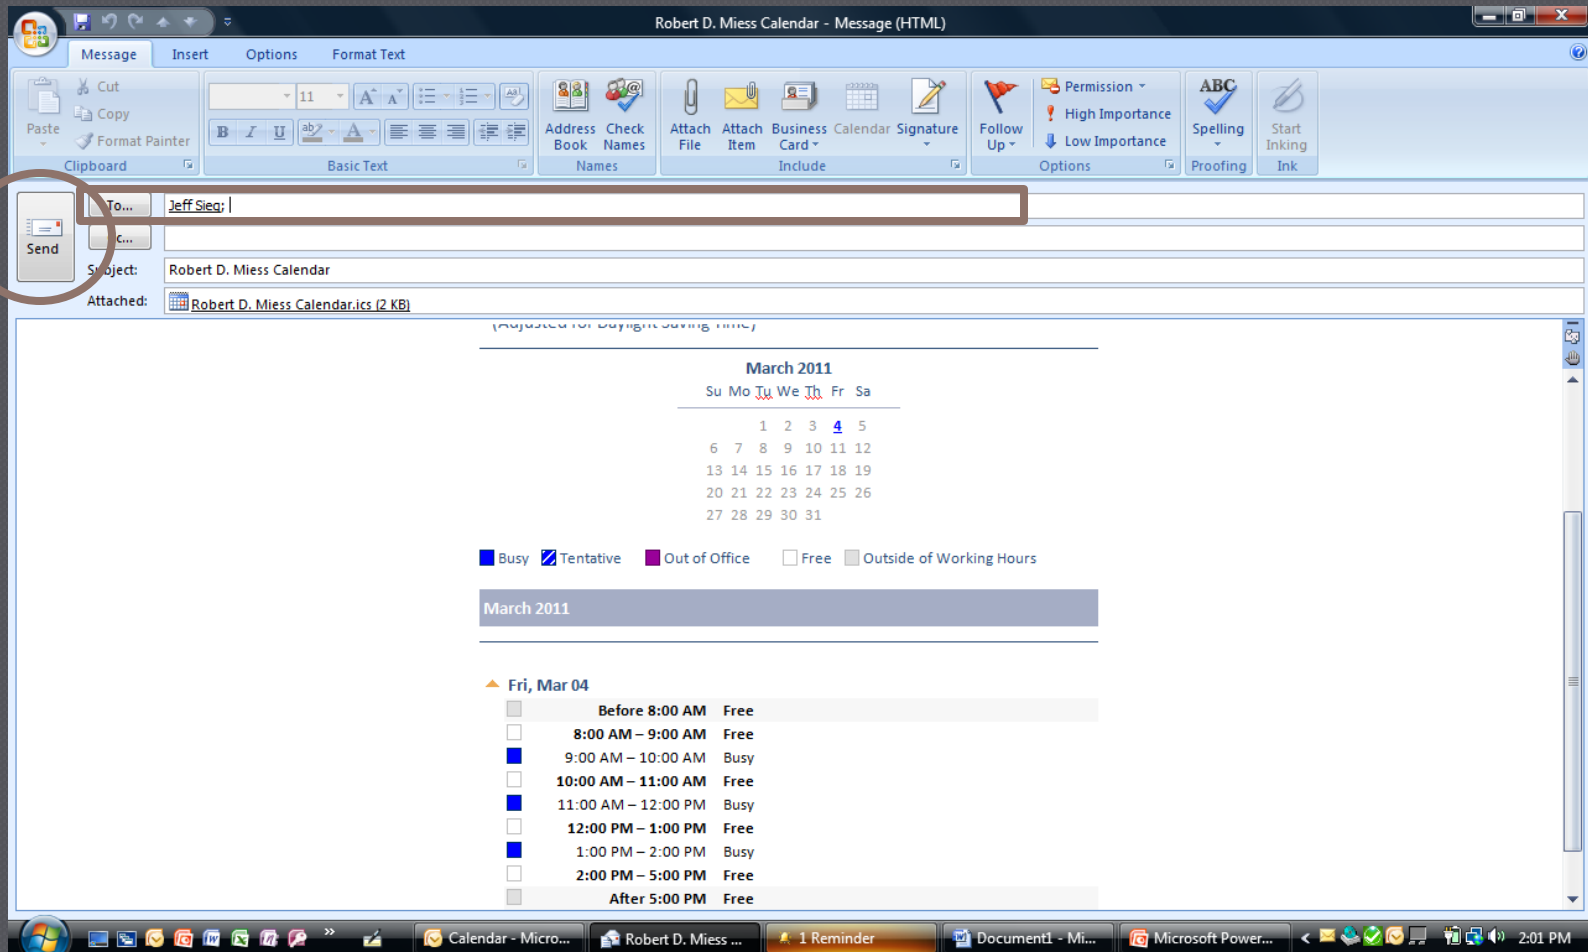 Robert D. Miess Calendar - Message (HTML)
Message Insert Options Format Text
Paste
Cut
Copy
Format Painter
Clipboard
11
B I U ab A
Basic Text
Address Book
Check Names
Names
Attach File
Attach Item
Business Card
Calendar
Signature
Include
Follow Up
Permission
High Importance
Low Importance
Options
ABC
Spelling
Proofing
Start Inking
Ink
Send
To... Jeff Sieg;
c...
Subject: Robert D. Miess Calendar
Attached: Robert D. Miess Calendar.ics (2 KB)
(Adjusted for Daylight Saving Time)
March 2011
Su Mo Tu We Th Fr Sa
1 2 3 4 5
6 7 8 9 10 11 12
13 14 15 16 17 18 19
20 21 22 23 24 25 26
27 28 29 30 31
Busy Tentative Out of Office Free Outside of Working Hours
March 2011
Fri, Mar 04
Before 8:00 AM Free
8:00 AM – 9:00 AM Free
9:00 AM – 10:00 AM Busy
10:00 AM – 11:00 AM Free
11:00 AM – 12:00 PM Busy
12:00 PM – 1:00 PM Free
1:00 PM – 2:00 PM Busy
2:00 PM – 5:00 PM Free
After 5:00 PM Free
Calendar - Micro... Robert D. Miess ... 1 Reminder Document1 - Mi... Microsoft Power... 2:01 PM